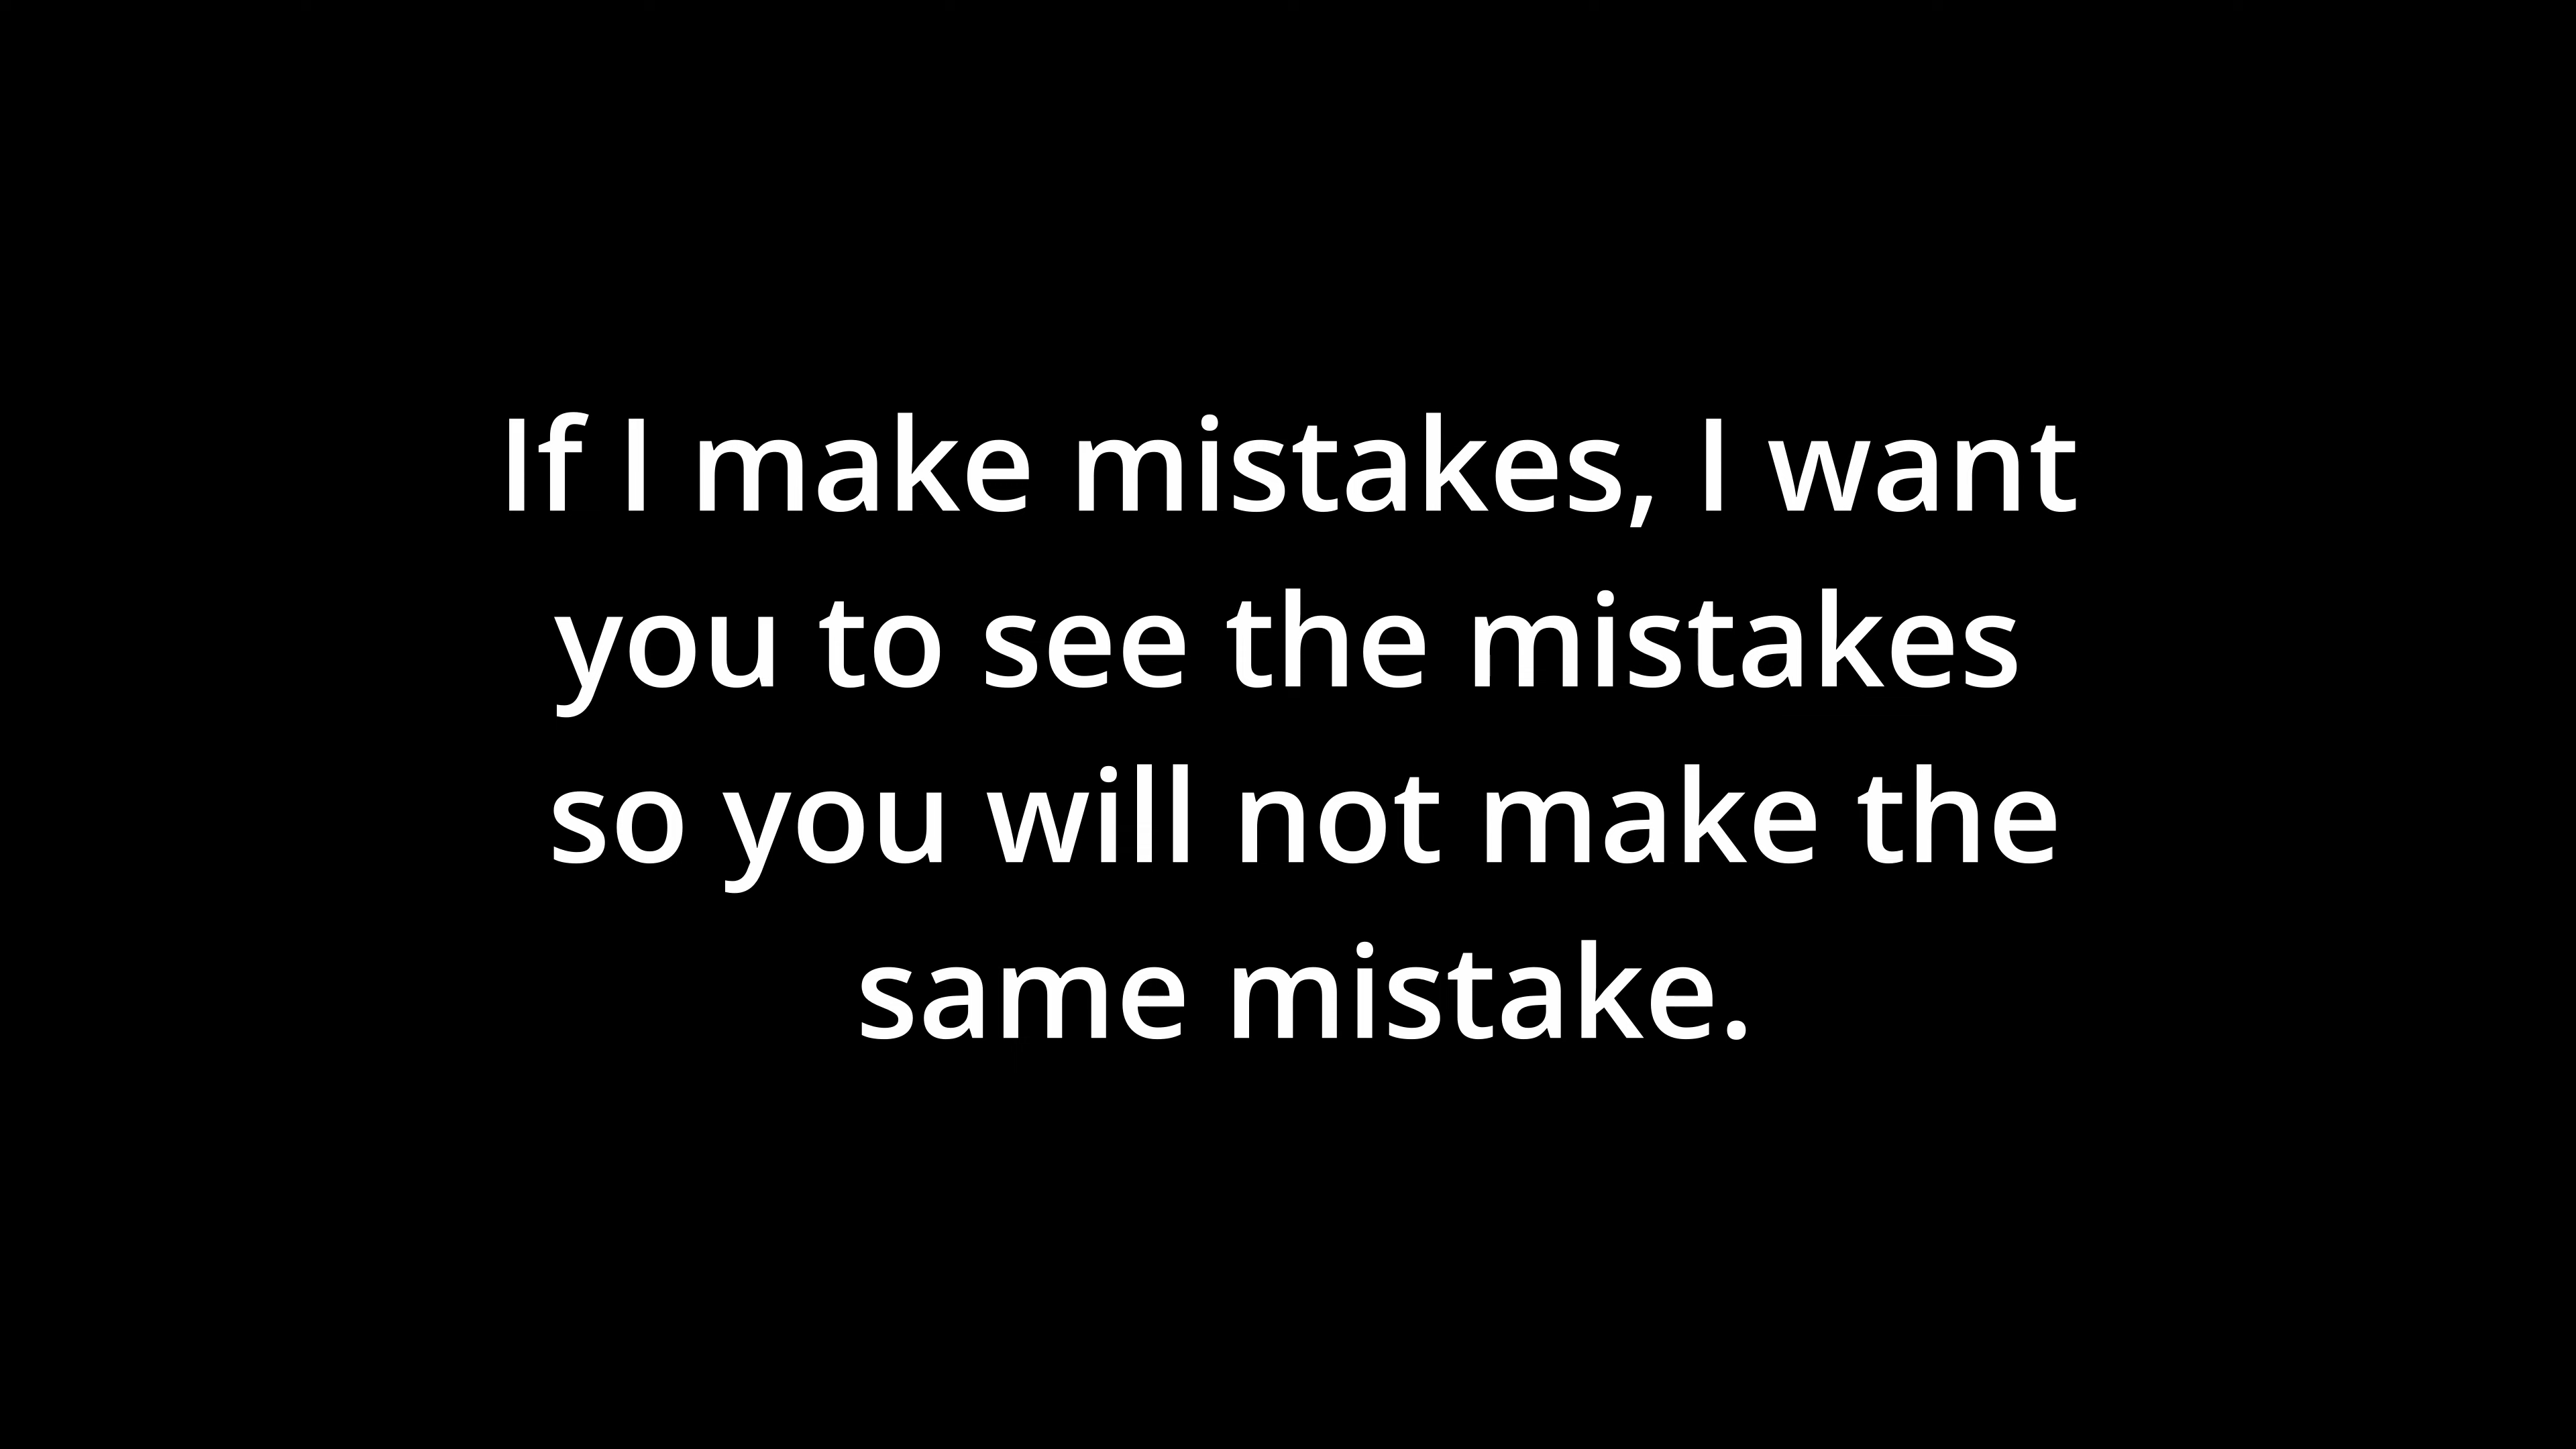 If I make mistakes, I want
you to see the mistakes
so you will not make the
same mistake.